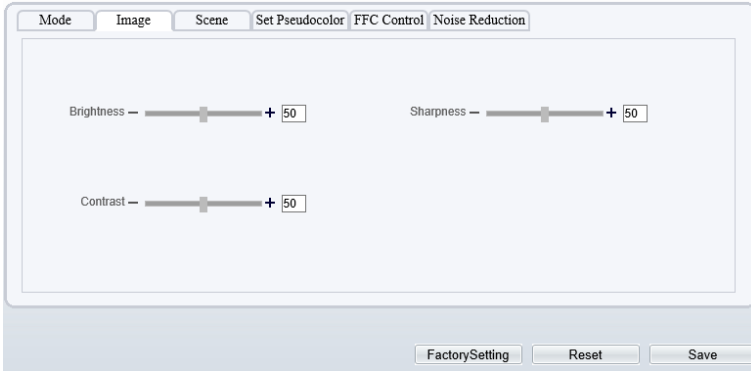 Mode Image Scene Set Pseudocolor FFC Control Noise Reduction
Brightness − + 50 Sharpness − + 50
Contrast − + 50
FactorySetting Reset Save